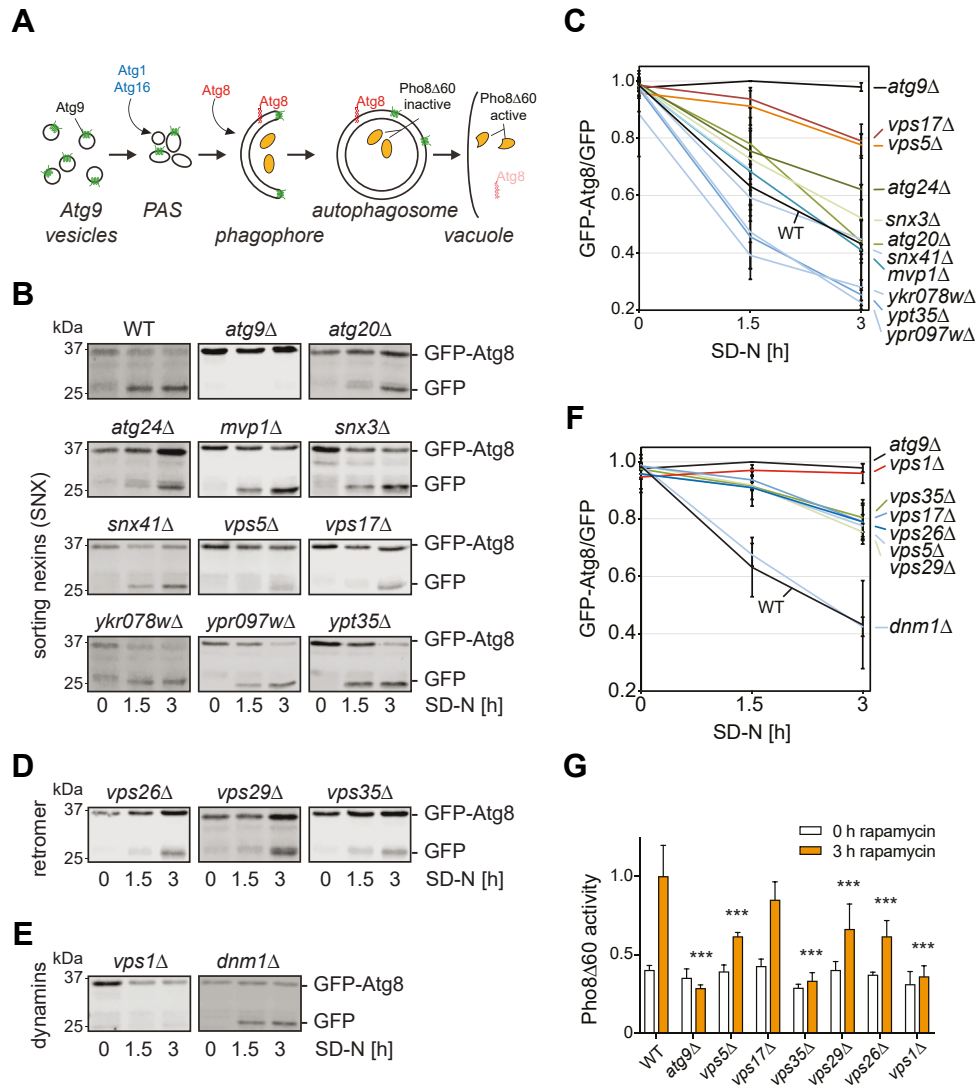 A
Atg1
Atg16
Atg9
Atg8
Atg8
Pho8Δ60
inactive
Atg8
Pho8Δ60
active
Atg8
Atg9
vesicles
PAS
phagophore
autophagosome
vacuole
B
kDa
WT
atg9Δ
atg20Δ
37
25
GFP-Atg8
GFP
atg24Δ
mvp1Δ
snx3Δ
37
25
GFP-Atg8
GFP
snx41Δ
vps5Δ
vps17Δ
37
25
GFP-Atg8
GFP
ykr078wΔ
ypr097wΔ
ypt35Δ
37
25
GFP-Atg8
GFP
0 1.5 3 0 1.5 3 0 1.5 3 SD-N [h]
sorting nexins (SNX)
C
GFP-Atg8/GFP
1.0
0.8
0.6
0.4
0.2
0 1.5 3
SD-N [h]
WT
atg9Δ
vps17Δ
vps5Δ
atg24Δ
snx3Δ
atg20Δ
snx41Δ
mvp1Δ
ykr078wΔ
ypt35Δ
ypr097wΔ
D
kDa
vps26Δ
vps29Δ
vps35Δ
37
25
GFP-Atg8
GFP
0 1.5 3 0 1.5 3 0 1.5 3 SD-N [h]
retromer
E
kDa
vps1Δ
dnm1Δ
37
25
GFP-Atg8
GFP
0 1.5 3 0 1.5 3 SD-N [h]
dynamins
F
GFP-Atg8/GFP
1.0
0.8
0.6
0.4
0.2
0 1.5 3
SD-N [h]
WT
atg9Δ
vps1Δ
vps35Δ
vps17Δ
vps26Δ
vps5Δ
vps29Δ
dnm1Δ
G
0 h rapamycin
3 h rapamycin
Pho8Δ60 activity
1.0
0.5
0
***
***
***
***
***
***
WT
atg9Δ
vps5Δ
vps17Δ
vps35Δ
vps29Δ
vps26Δ
vps1Δ